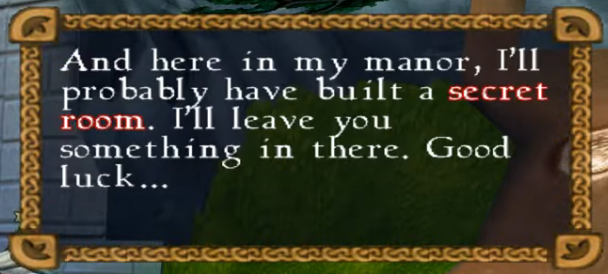 And here in my manor, I'll
probably have built a secret
room. I'll leave you
something in there. Good
luck...